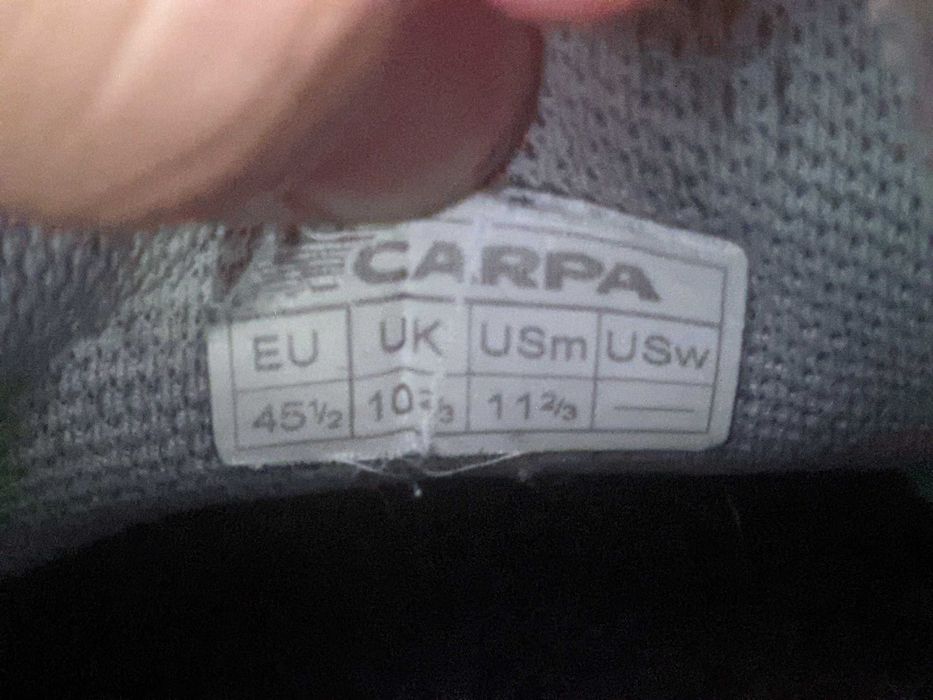 CARPA
EU UK USm USw
45½ 10⅔ 11⅔ —